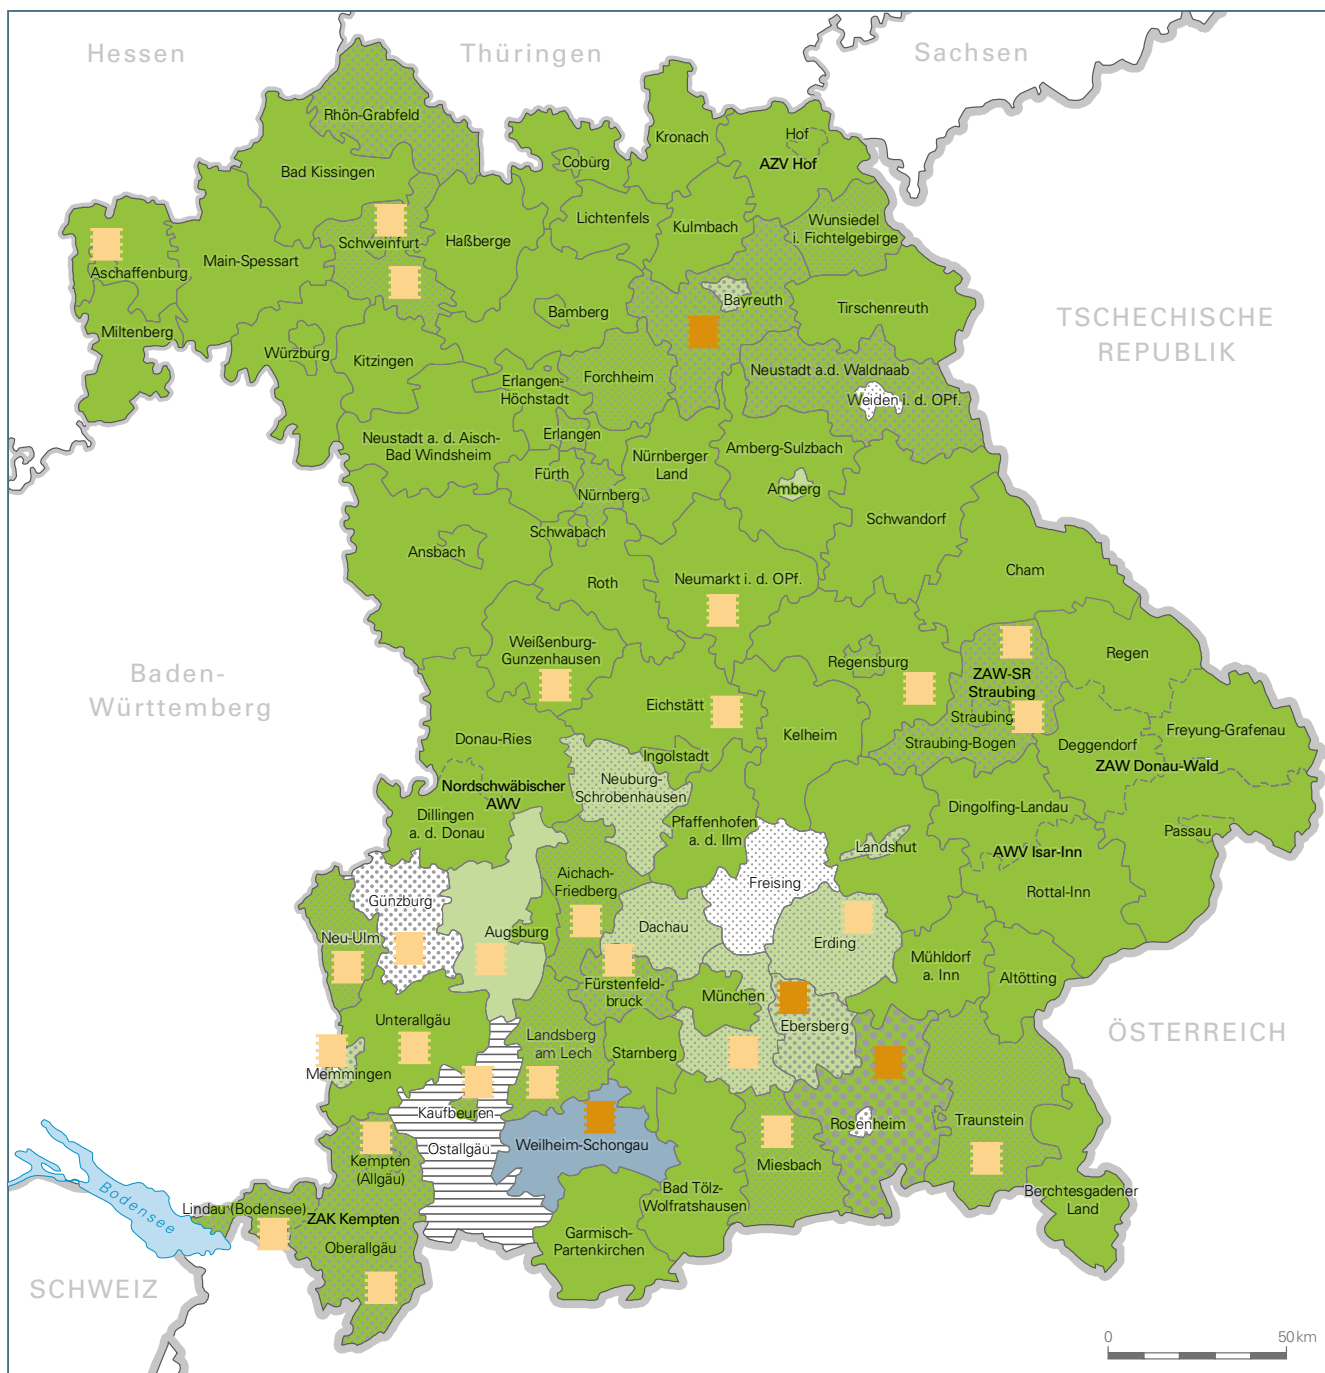 Hessen
Thüringen
Sachsen
Rhön-Grabfeld
Kronach
Hof
AZV Hof
Coburg
Bad Kissingen
Lichtenfels
Kulmbach
Wunsiedel
i. Fichtelgebirge
Schweinfurt
Haßberge
Main-Spessart
Aschaffenburg
Bayreuth
Tirschenreuth
TSCHECHISCHE
REPUBLIK
Bamberg
Miltenberg
Würzburg
Kitzingen
Forchheim
Erlangen-
Höchstadt
Neustadt a.d. Waldnaab
Weiden i. d. OPf.
Neustadt a. d. Aisch-
Bad Windsheim
Erlangen
Nürnberger
Land
Amberg-Sulzbach
Fürth
Nürnberg
Amberg
Schwandorf
Schwabach
Ansbach
Roth
Neumarkt i. d. OPf.
Cham
Weißenburg-
Gunzenhausen
Regensburg
ZAW-SR
Straubing
Regen
Baden-
Württemberg
Eichstätt
Straubing
Straubing-Bogen
Kelheim
Donau-Ries
Ingolstadt
Deggendorf
Freyung-Grafenau
ZAW Donau-Wald
Nordschwäbischer
AWV
Neuburg-
Schrobenhausen
Dingolfing-Landau
Dillingen
a. d. Donau
Pfaffenhofen
a. d. Ilm
Passau
Landshut
AWV Isar-Inn
Rottal-Inn
Aichach-
Friedberg
Freising
Günzburg
Neu-Ulm
Augsburg
Dachau
Erding
Mühldorf
a. Inn
Altötting
Fürstenfeld-
bruck
München
Ebersberg
Unterallgäu
Landsberg
am Lech
Starnberg
ÖSTERREICH
Memmingen
Kaufbeuren
Ostallgäu
Weilheim-Schongau
Rosenheim
Traunstein
Kempten
(Allgäu)
Miesbach
Bad Tölz-
Wolfratshausen
Berchtesgadener
Land
Bodensee
Lindau (Bodensee)
ZAK Kempten
Oberallgäu
Garmisch-
Partenkirchen
SCHWEIZ
0
50 km